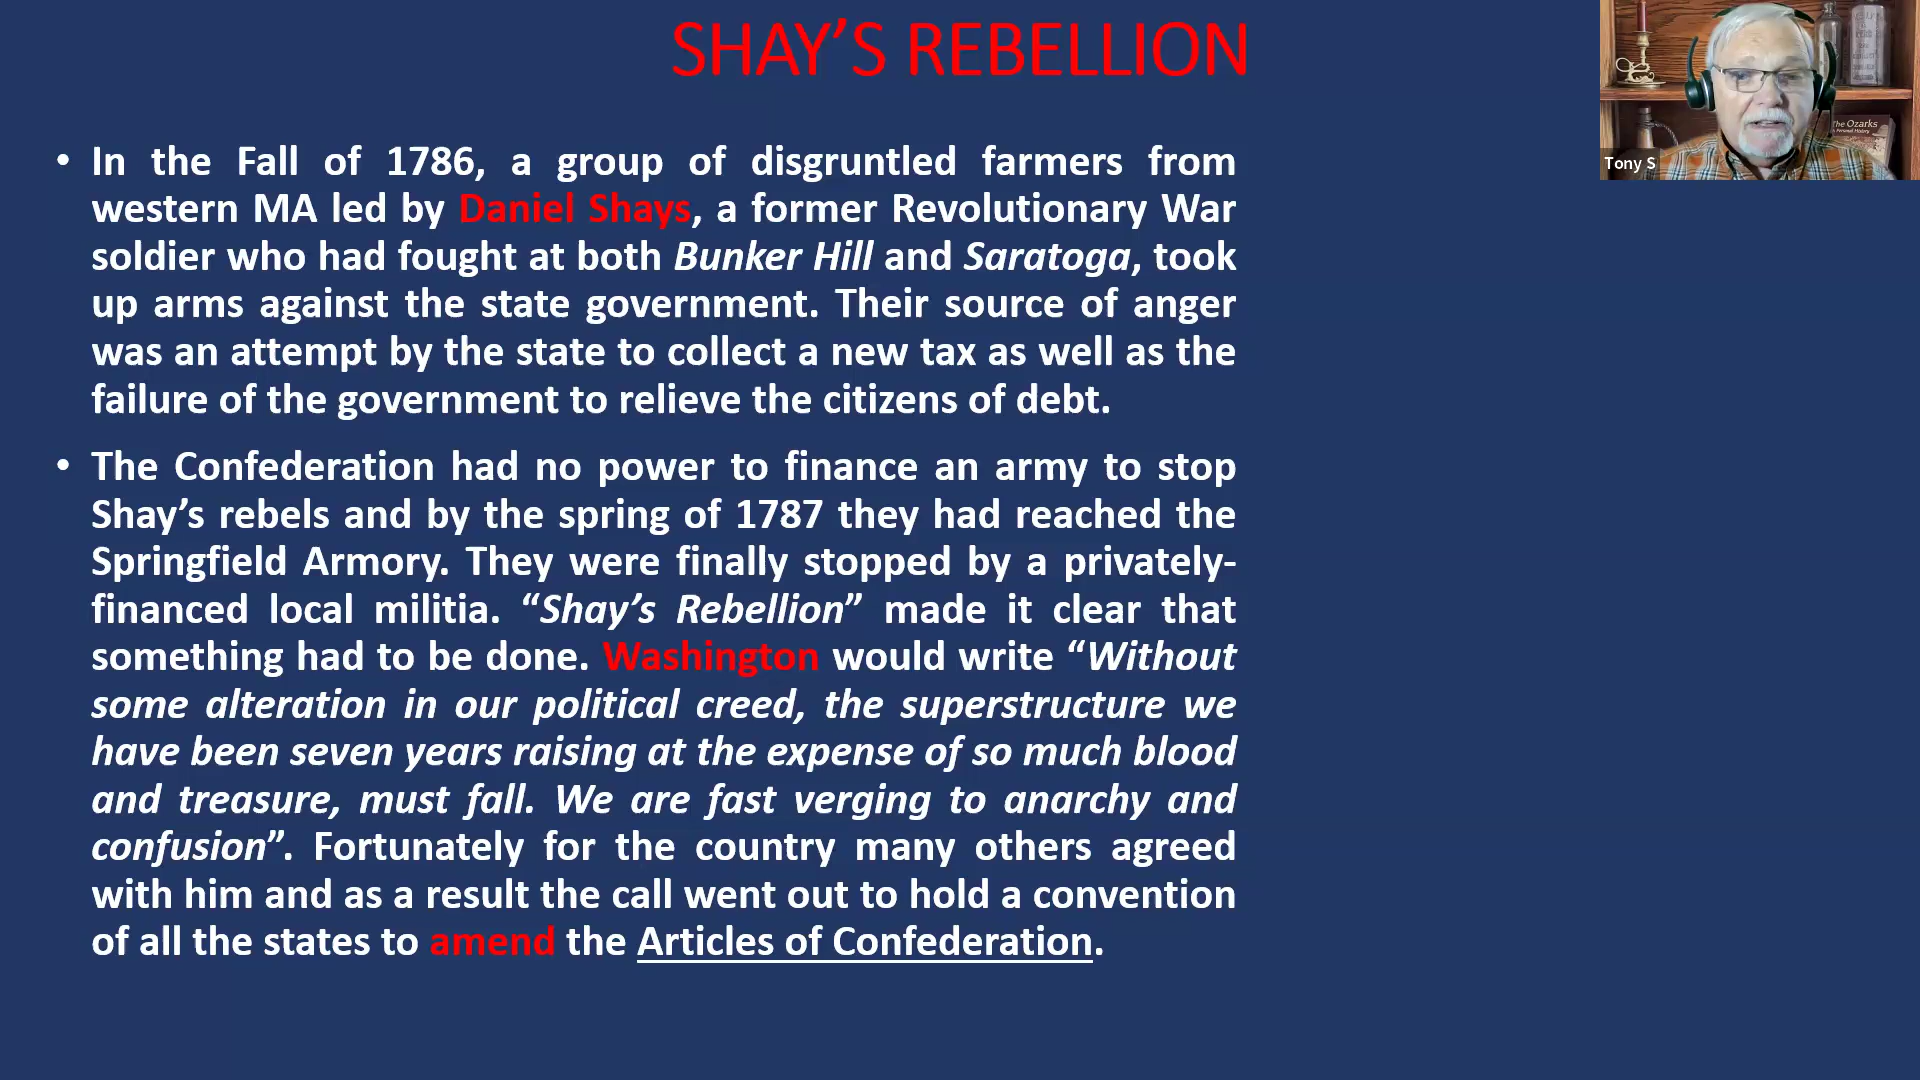 SHAY’S REBELLION
• In the Fall of 1786, a group of disgruntled farmers from
western MA led by Daniel Shays, a former Revolutionary War
soldier who had fought at both Bunker Hill and Saratoga, took
up arms against the state government. Their source of anger
was an attempt by the state to collect a new tax as well as the
failure of the government to relieve the citizens of debt.
• The Confederation had no power to finance an army to stop
Shay’s rebels and by the spring of 1787 they had reached the
Springfield Armory. They were finally stopped by a privately-
financed local militia. “Shay’s Rebellion” made it clear that
something had to be done. Washington would write “Without
some alteration in our political creed, the superstructure we
have been seven years raising at the expense of so much blood
and treasure, must fall. We are fast verging to anarchy and
confusion”. Fortunately for the country many others agreed
with him and as a result the call went out to hold a convention
of all the states to amend the Articles of Confederation.
The Ozarks
Tony S